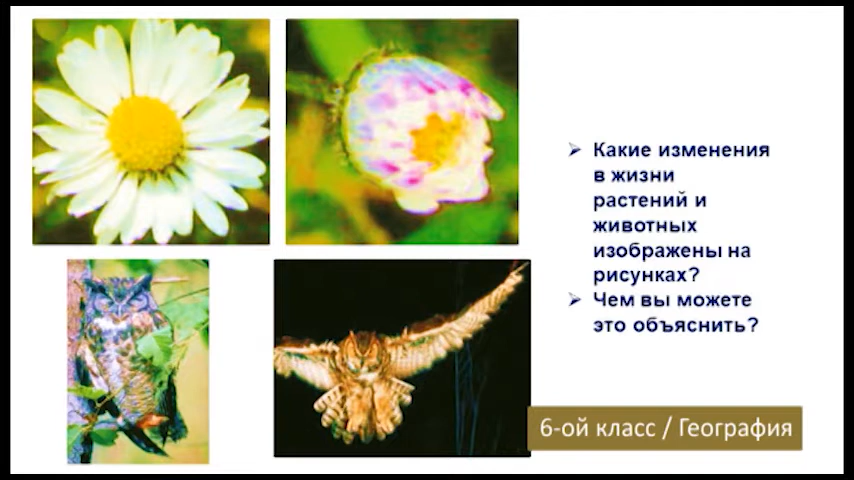 ➢ Какие изменения
в жизни
растений и
животных
изображены на
рисунках?
➢ Чем вы можете
это объяснить?
6-ой класс / География